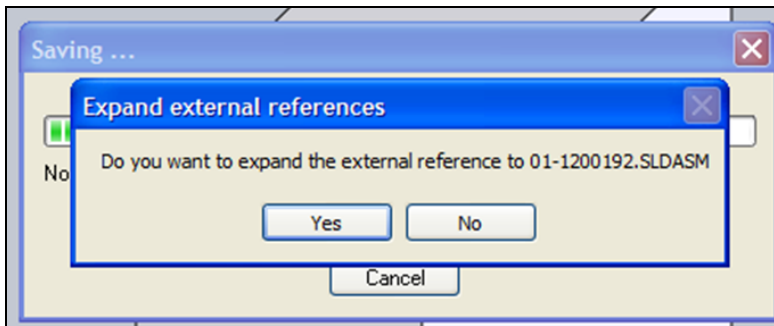 Saving ...
Expand external references
Do you want to expand the external reference to 01-1200192.SLDASM
No
Yes
No
Cancel